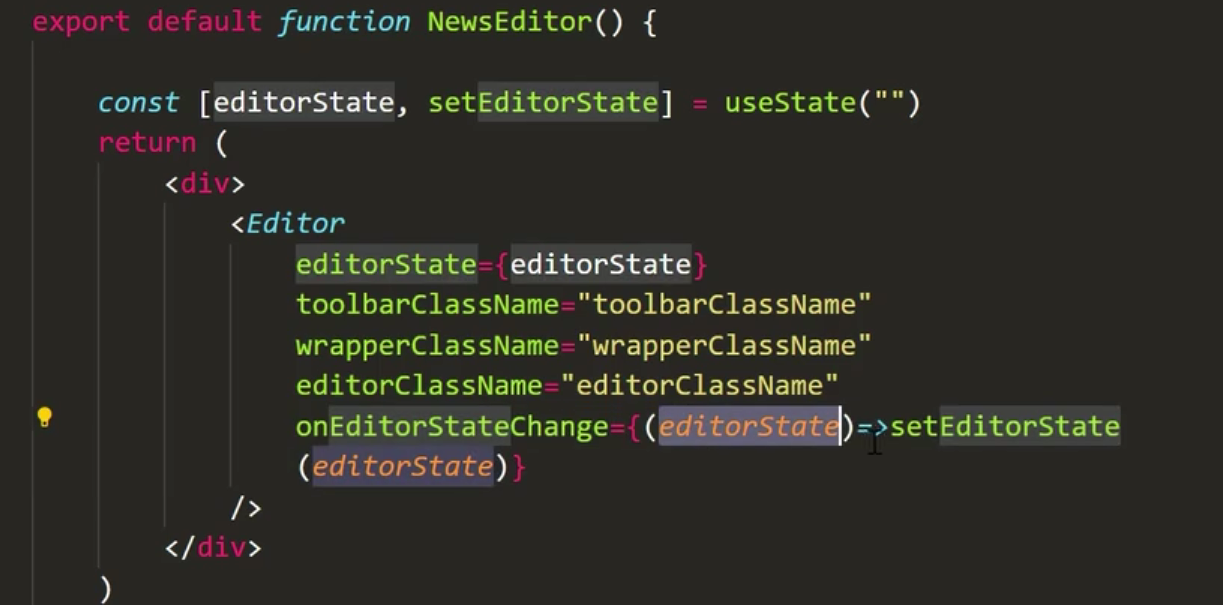 export default function NewsEditor() {
const [editorState, setEditorState] = useState("")
return (
<div>
<Editor
editorState={editorState}
toolbarClassName="toolbarClassName"
wrapperClassName="wrapperClassName"
editorClassName="editorClassName"
onEditorStateChange={(editorState)=>setEditorState
(editorState)}
/>
</div>
)